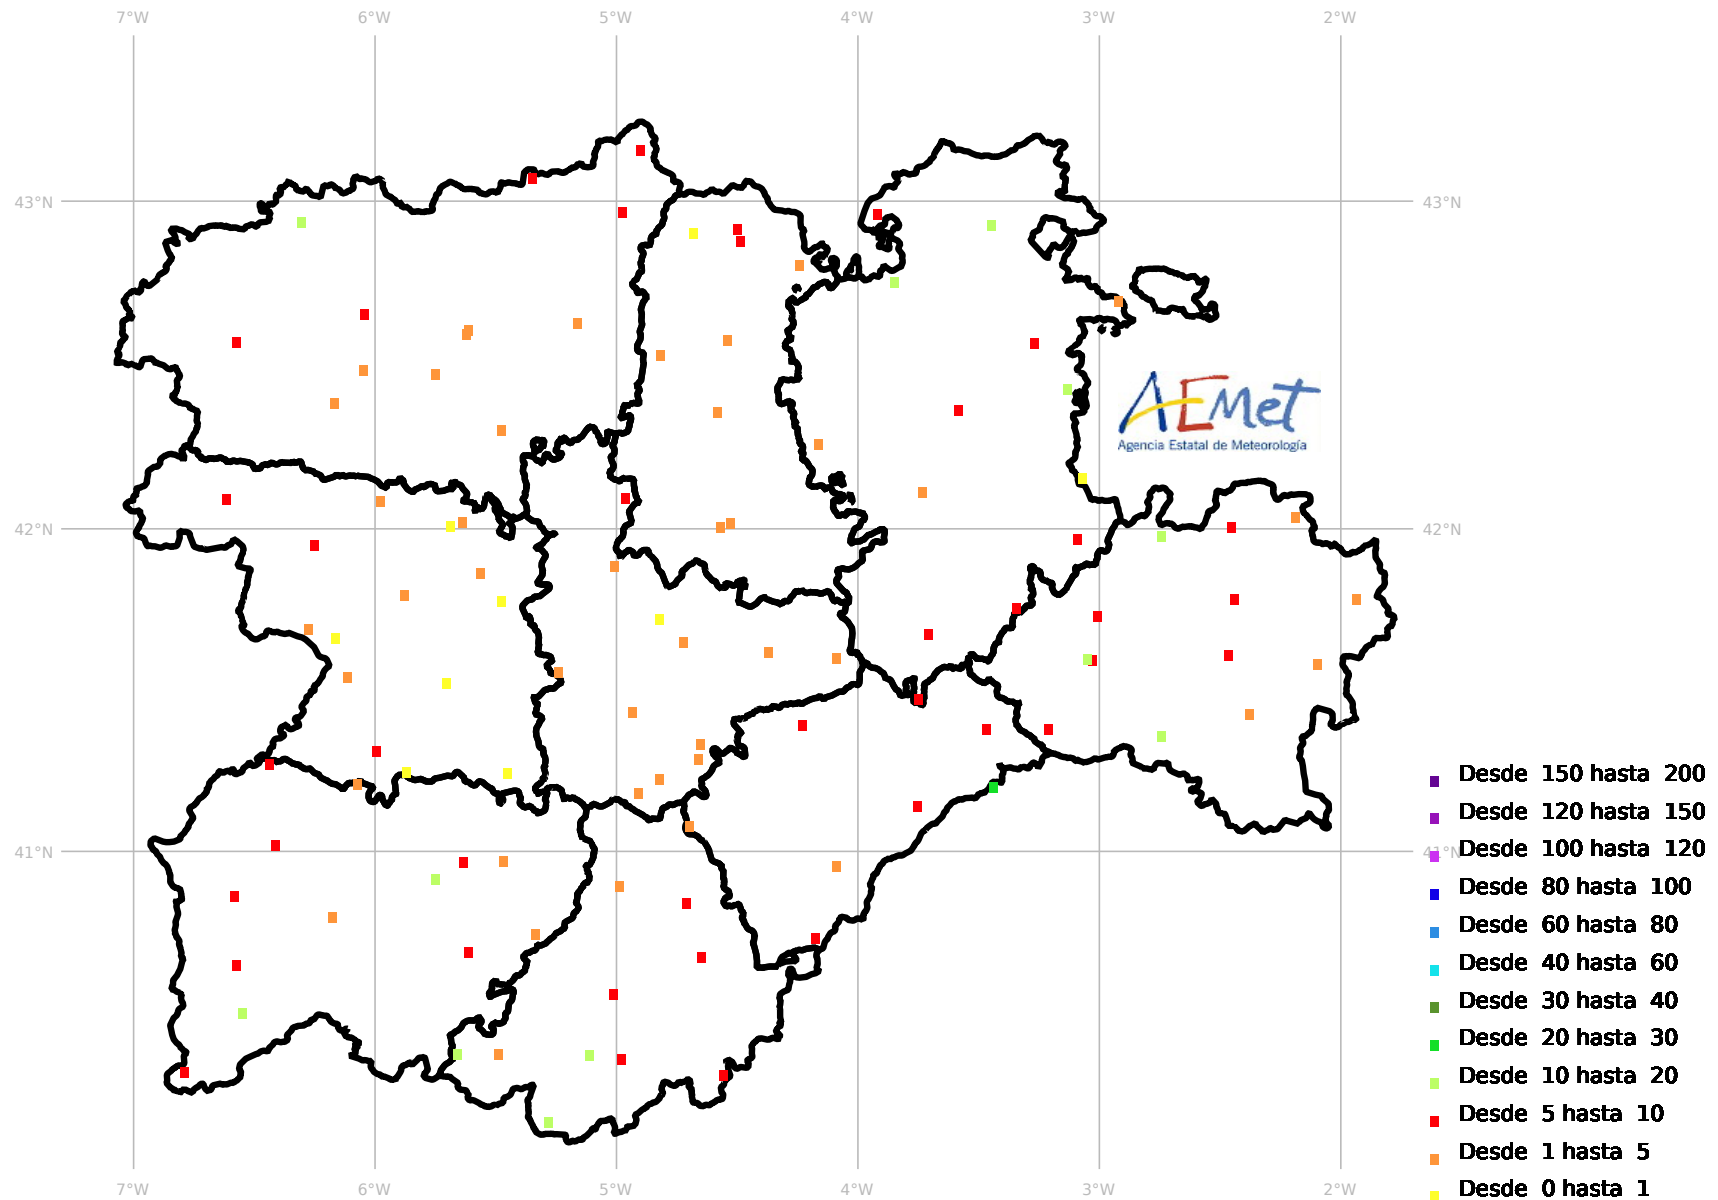 7°W 6°W 5°W 4°W 3°W 2°W
43°N 43°N
AEMet
Agencia Estatal de Meteorología
42°N 42°N
Desde 150 hasta 200
Desde 120 hasta 150
41°N 41°N
Desde 100 hasta 120
Desde 80 hasta 100
Desde 60 hasta 80
Desde 40 hasta 60
Desde 30 hasta 40
Desde 20 hasta 30
Desde 10 hasta 20
Desde 5 hasta 10
Desde 1 hasta 5
Desde 0 hasta 1
7°W 6°W 5°W 4°W 3°W 2°W